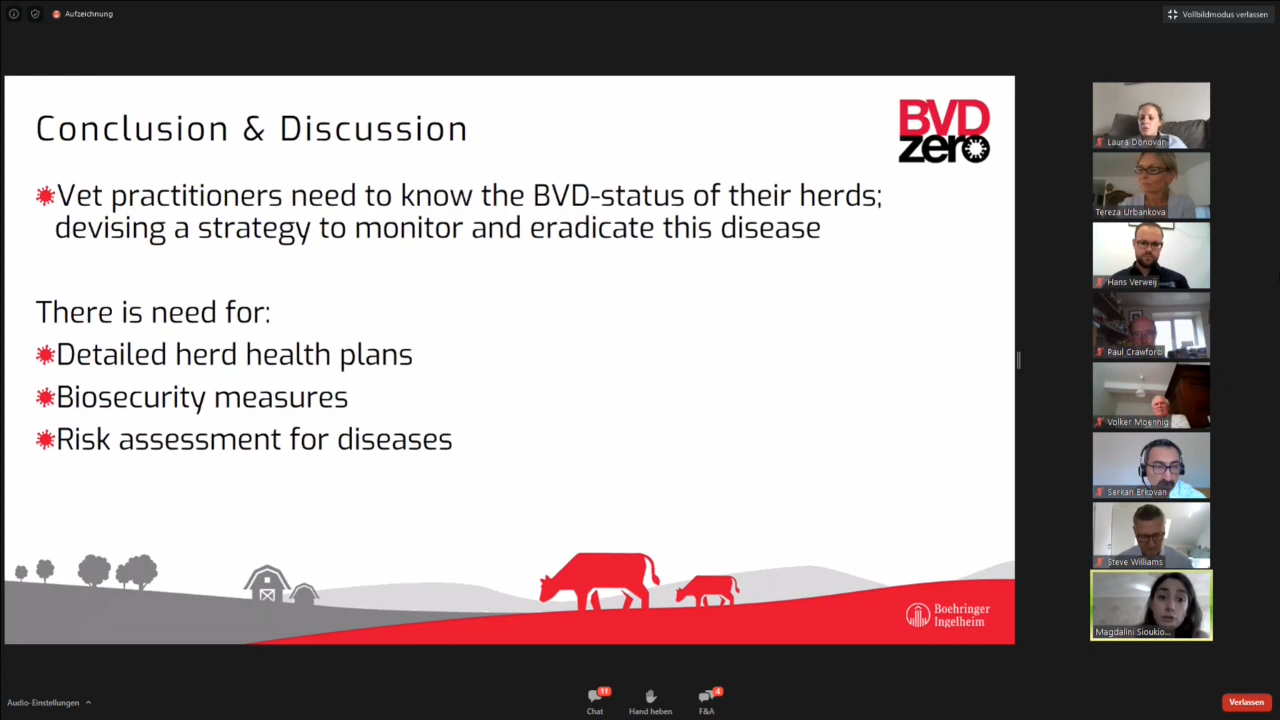 Aufzeichnung
Vollbildmodus verlassen
Conclusion & Discussion
BVD
zero
Vet practitioners need to know the BVD-status of their herds;
devising a strategy to monitor and eradicate this disease
There is need for:
Detailed herd health plans
Biosecurity measures
Risk assessment for diseases
Boehringer
Ingelheim
Laura Donovan
Tereza Urbankova
Hans Verweij
Paul Crawford
Volker Moennig
Serkan Erkovan
Steve Williams
Magdalini Sioukio...
Audio-Einstellungen
11
Chat
Hand heben
4
F&A
Verlassen